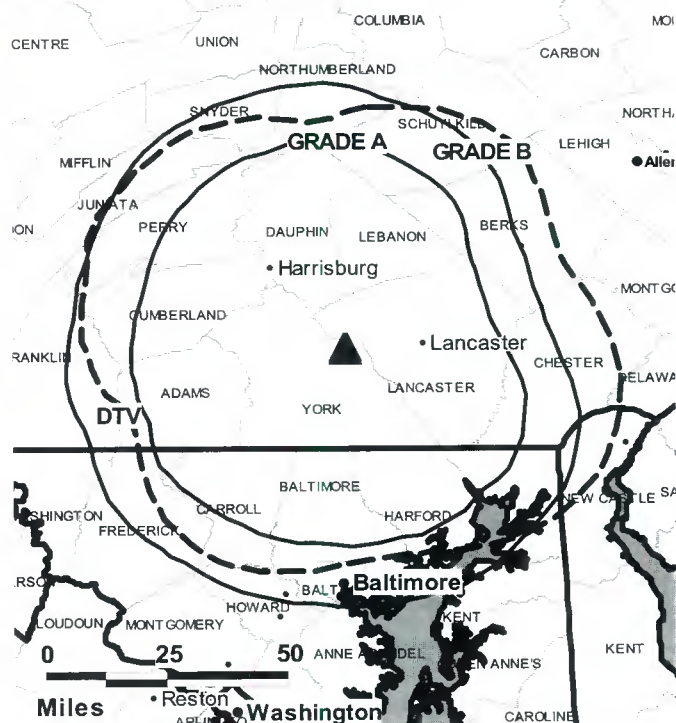 COLUMBIA
CENTRE
UNION
CARBON
NORTHUMBERLAND
SNYDER
SCHUYLKILL
GRADE A
GRADE B
LEHIGH
MIFFLIN
JUNIATA
PERRY
DAUPHIN
LEBANON
BERKS
Harrisburg
CUMBERLAND
Lancaster
CHESTER
ADAMS
LANCASTER
DTV
YORK
BALTIMORE
CARROLL
HARFORD
NEW CASTLE
FREDERICK
Baltimore
HOWARD
KENT
LOUDOUN
MONTGOMERY
KENT
0 25 50
Miles
Reston
Washington
CAROLINE